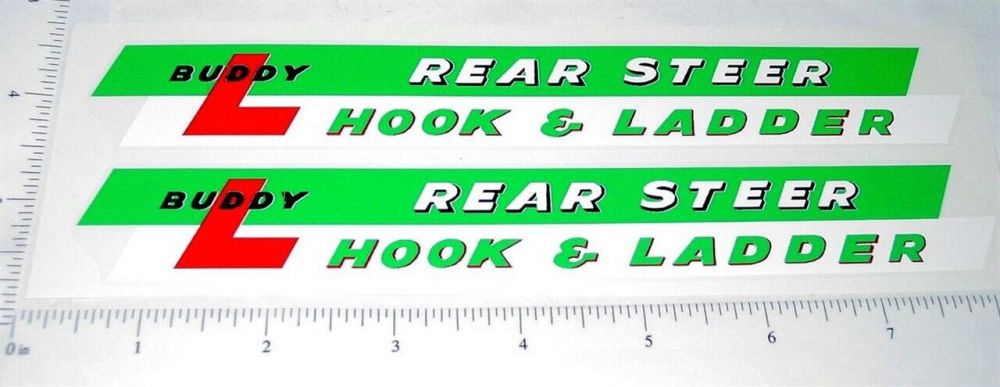 BUDDY L REAR STEER
HOOK & LADDER
BUDDY L REAR STEER
HOOK & LADDER
4
0 in 1 2 3 4 5 6 7